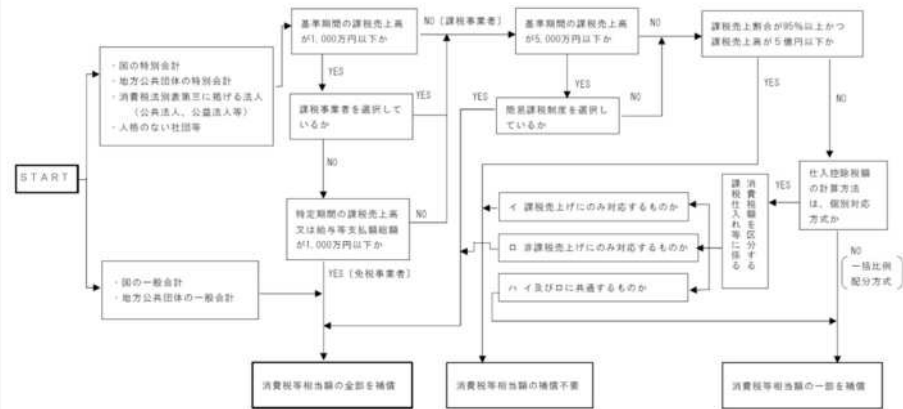 START
・国の特別会計
・地方公共団体の特別会計
・消費税法別表第三に掲げる法人
（公共法人、公益法人等）
・人格のない社団等
・国の一般会計
・地方公共団体の一般会計
基準期間の課税売上高
が1,000万円以下か
NO［課税事業者］
YES
課税事業者を選択して
いるか
YES
NO
特定期間の課税売上高
又は給与等支払額総額
が1,000万円以下か
NO
YES［免税事業者］
基準期間の課税売上高
が5,000万円以下か
NO
YES
簡易課税制度を選択し
ているか
YES
NO
課税売上割合が95％以上かつ
課税売上高が５億円以下か
YES
NO
仕入控除税額
の計算方法
は、個別対応
方式か
YES
NO
一括比例
配分方式
課税仕入れ等に係る
消費税額を区分する
イ 課税売上げにのみ対応するものか
ロ 非課税売上げにのみ対応するものか
ハ イ及びロに共通するものか
消費税等相当額の全部を補償
消費税等相当額の補償不要
消費税等相当額の一部を補償